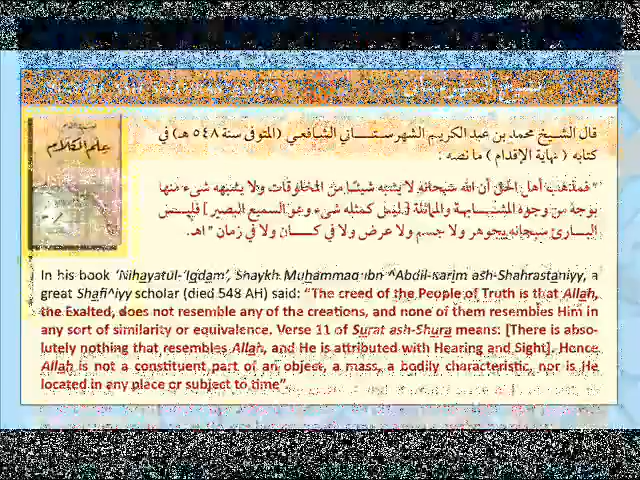 علم الكلام
قال الشيخ محمد بن عبد الكريم الشهرستاني الشافعي (المتوفى سنة ٥٤٨ هـ) في
كتابه ( نهاية الإقدام ) ما نصه :
"فمذهب أهل الحق أن الله سبحانه لا يشبه شيئا من المخلوقات ولا يشبهه شىء منها
بوجه من وجوه المشابهة والمماثلة [ليس كمثله شىء وهو السميع البصير] فليس
البارئ سبحانه بجوهر ولا جسم ولا عرض ولا في مكان ولا في زمان" اهـ.
In his book ‘Nihayatul-‘Iqdam’, Shaykh Muhammad ibn ^Abdil-karim ash-Shahrastaniyy, a
great Shafi^iyy scholar (died 548 AH) said: “The creed of the People of Truth is that Allah,
the Exalted, does not resemble any of the creations, and none of them resembles Him in
any sort of similarity or equivalence. Verse 11 of Surat ash-Shura means: [There is abso-
lutely nothing that resembles Allah, and He is attributed with Hearing and Sight]. Hence
Allah is not a constituent part of an object, a mass, a bodily characteristic, nor is He
located in any place or subject to time”.